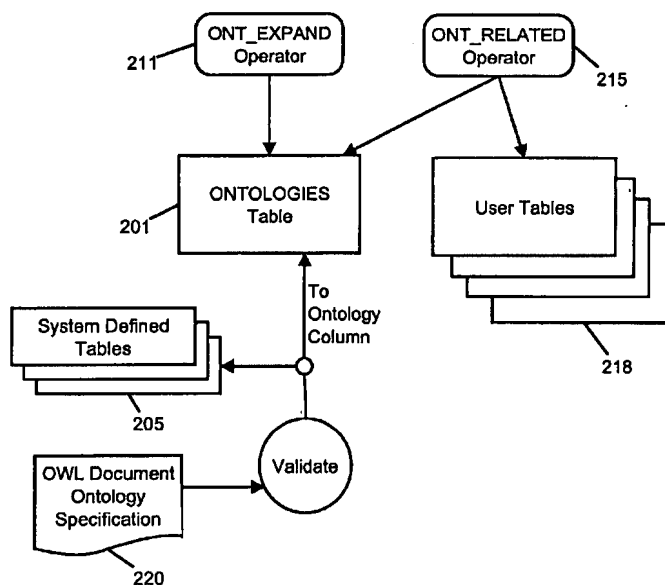 ONT_EXPAND
Operator
211
ONT_RELATED
Operator
215
ONTOLOGIES
Table
201
User Tables
218
To
Ontology
Column
System Defined
Tables
205
Validate
OWL Document
Ontology
Specification
220